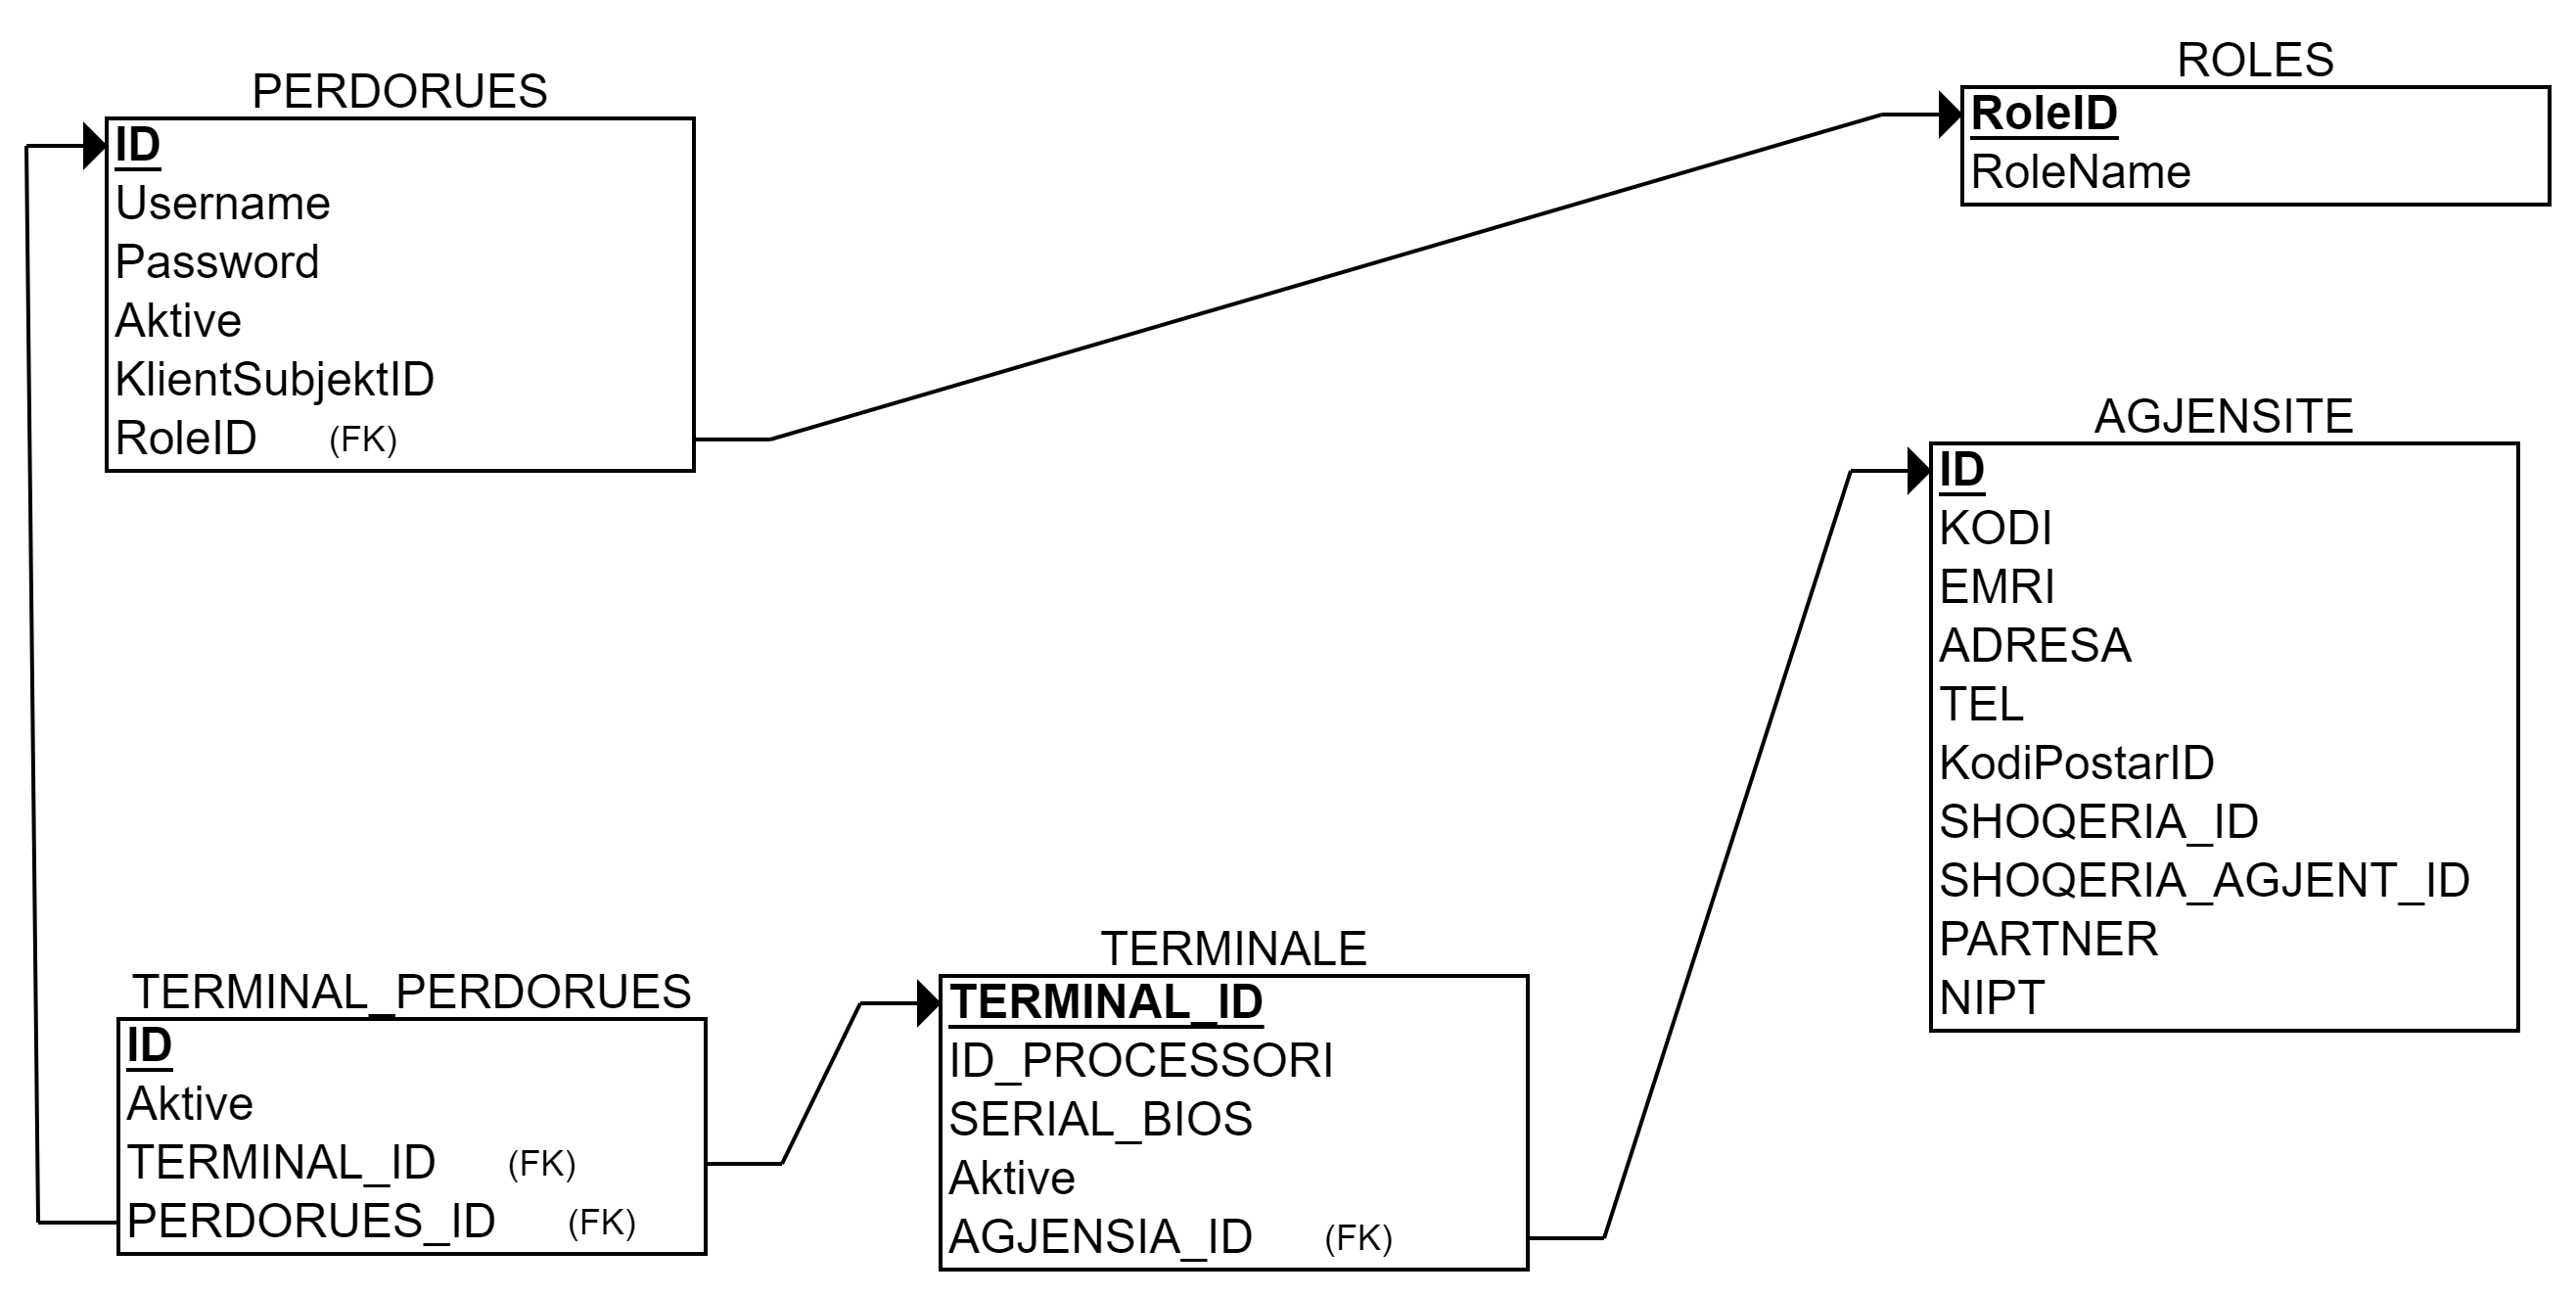 PERDORUES
ID
Username
Password
Aktive
KlientSubjektID
RoleID (FK)
ROLES
RoleID
RoleName
AGJENSITE
ID
KODI
EMRI
ADRESA
TEL
KodiPostarID
SHOQERIA_ID
SHOQERIA_AGJENT_ID
PARTNER
NIPT
TERMINAL_PERDORUES
ID
Aktive
TERMINAL_ID (FK)
PERDORUES_ID (FK)
TERMINALE
TERMINAL_ID
ID_PROCESSORI
SERIAL_BIOS
Aktive
AGJENSIA_ID (FK)